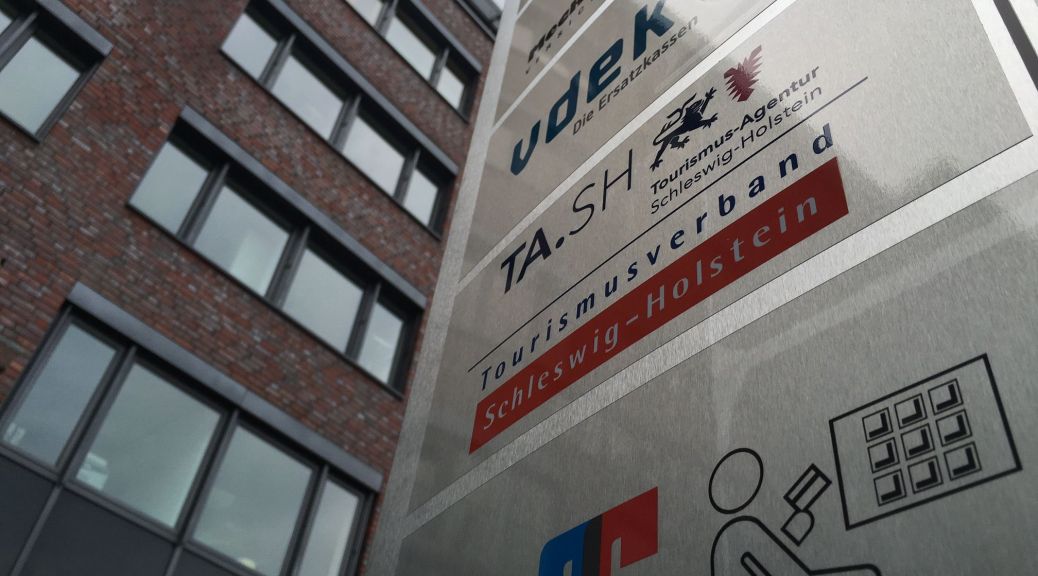 vdek
Die Ersatzkassen
TA.SH
Tourismus-Agentur
Schleswig-Holstein
Tourismusverband
Schleswig-Holstein